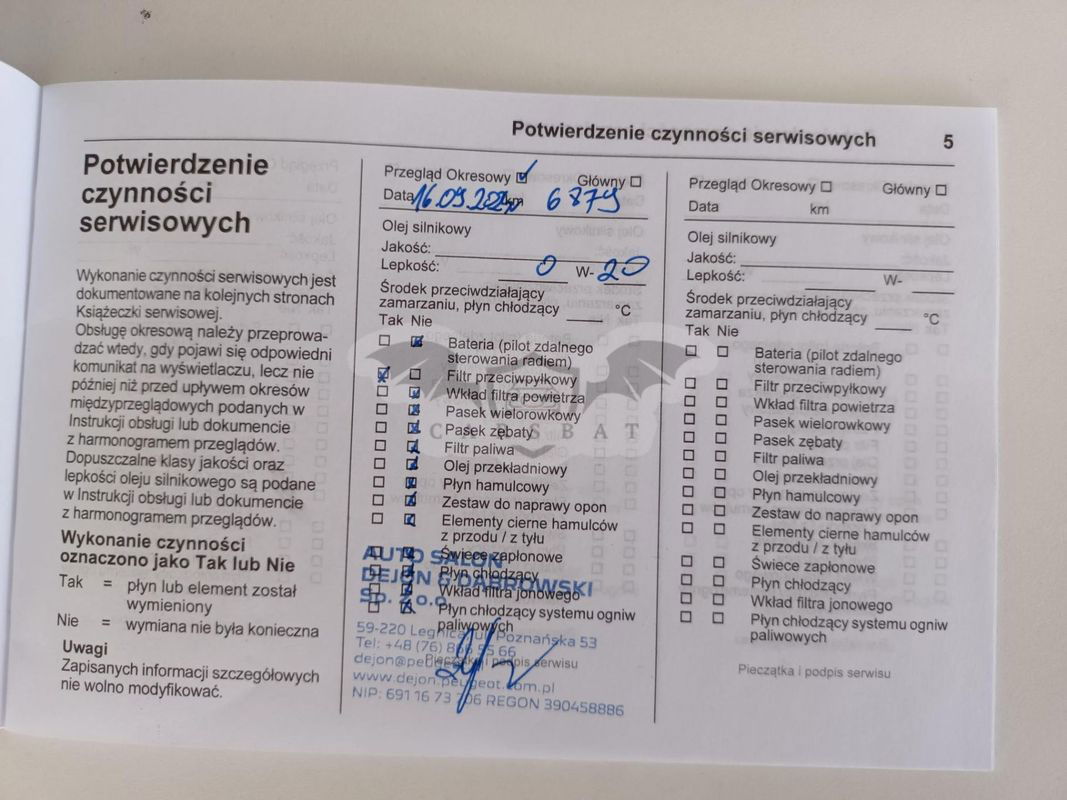 Potwierdzenie czynności serwisowych 5
Potwierdzenie
czynności
serwisowych
Wykonanie czynności serwisowych jest
dokumentowane na kolejnych stronach
Książeczki serwisowej.
Obsługę okresową należy przeprowa-
dzać wtedy, gdy pojawi się odpowiedni
komunikat na wyświetlaczu, lecz nie
później niż przed upływem okresów
międzyprzeglądowych podanych w
Instrukcji obsługi lub dokumencie
z harmonogramem przeglądów.
Dopuszczalne klasy jakości oraz
lepkości oleju silnikowego są podane
w Instrukcji obsługi lub dokumencie
z harmonogramem przeglądów.
Wykonanie czynności
oznaczono jako Tak lub Nie
Tak = płyn lub element został
wymieniony
Nie = wymiana nie była konieczna
Uwagi
Zapisanych informacji szczegółowych
nie wolno modyfikować.
Przegląd Okresowy Główny
Data 16.09. km 6879
Olej silnikowy
Jakość:
Lepkość: 0 W- 20
Środek przeciwdziałający
zamarzaniu, płyn chłodzący °C
Tak Nie
Bateria (pilot zdalnego
sterowania radiem)
Filtr przeciwpyłkowy
Wkład filtra powietrza
Pasek wielorowkowy
Pasek zębaty
Filtr paliwa
Olej przekładniowy
Płyn hamulcowy
Zestaw do naprawy opon
Elementy cierne hamulców
z przodu / z tyłu
Świece zapłonowe
Płyn chłodzący
Wkład filtra jonowego
Płyn chłodzący systemu ogniw
paliwowych
Pieczątka i podpis serwisu
AUTO SALON
DEJON & DĄBROWSKI
Sp. z o.o.
59-220 Legnica, ul. Poznańska 53
Tel: +48 (76) 866 55 66
www.dejon.peugeot.com.pl
NIP: 691 16 73 REGON 390458886
CARSBAT
Przegląd Okresowy Główny
Data km
Olej silnikowy
Jakość:
Lepkość: W-
Środek przeciwdziałający
zamarzaniu, płyn chłodzący °C
Tak Nie
Bateria (pilot zdalnego
sterowania radiem)
Filtr przeciwpyłkowy
Wkład filtra powietrza
Pasek wielorowkowy
Pasek zębaty
Filtr paliwa
Olej przekładniowy
Płyn hamulcowy
Zestaw do naprawy opon
Elementy cierne hamulców
z przodu / z tyłu
Świece zapłonowe
Płyn chłodzący
Wkład filtra jonowego
Płyn chłodzący systemu ogniw
paliwowych
Pieczątka i podpis serwisu